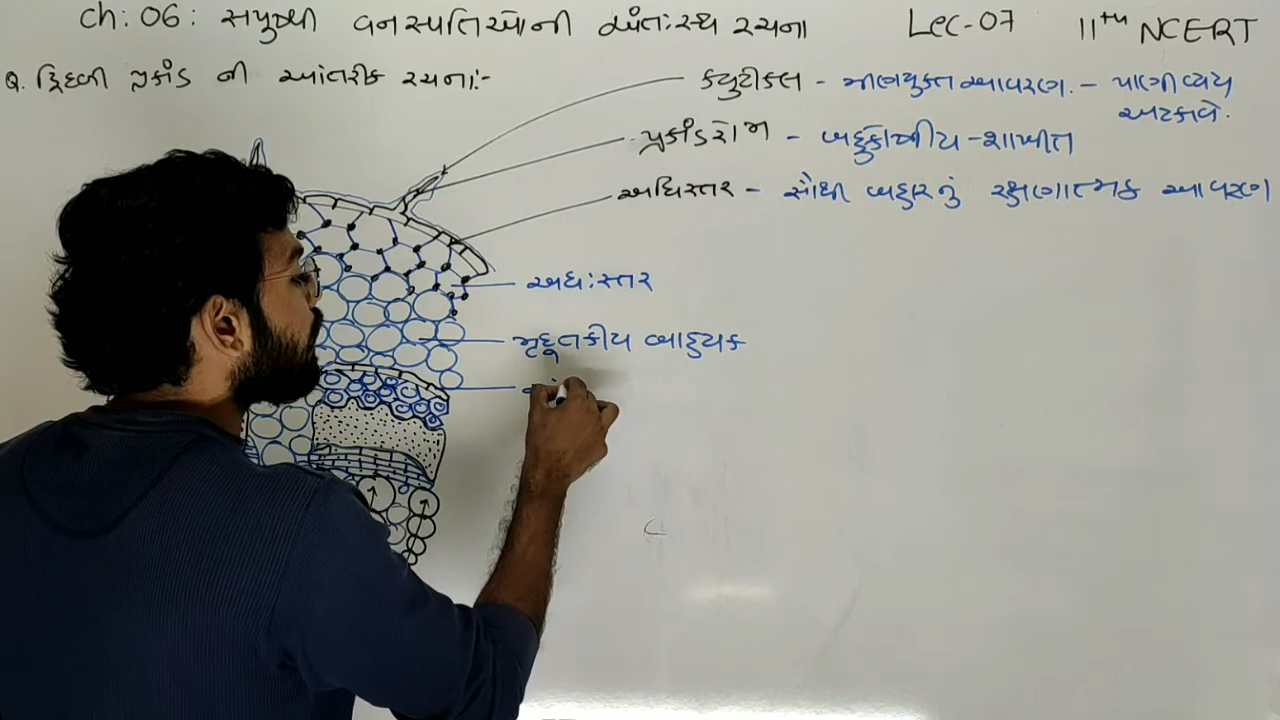 Ch: 06: સપુષ્પી વનસ્પતિઓની અંતઃસ્થ રચના Lec-07 11th NCERT
Q. દ્વિદળી પ્રકાંડ ની આંતરીક રચના:-
ક્યુટીકલ - મીણયુક્ત આવરણ. - પાણી વ્યય અટકાવે.
પ્રકાંડરોમ - બહુકોષીય - શાખીત
અધિસ્તર - સૌથી બહારનું રક્ષણાત્મક આવરણ
અધઃસ્તર
મૃદૂતકીય બાહ્યક